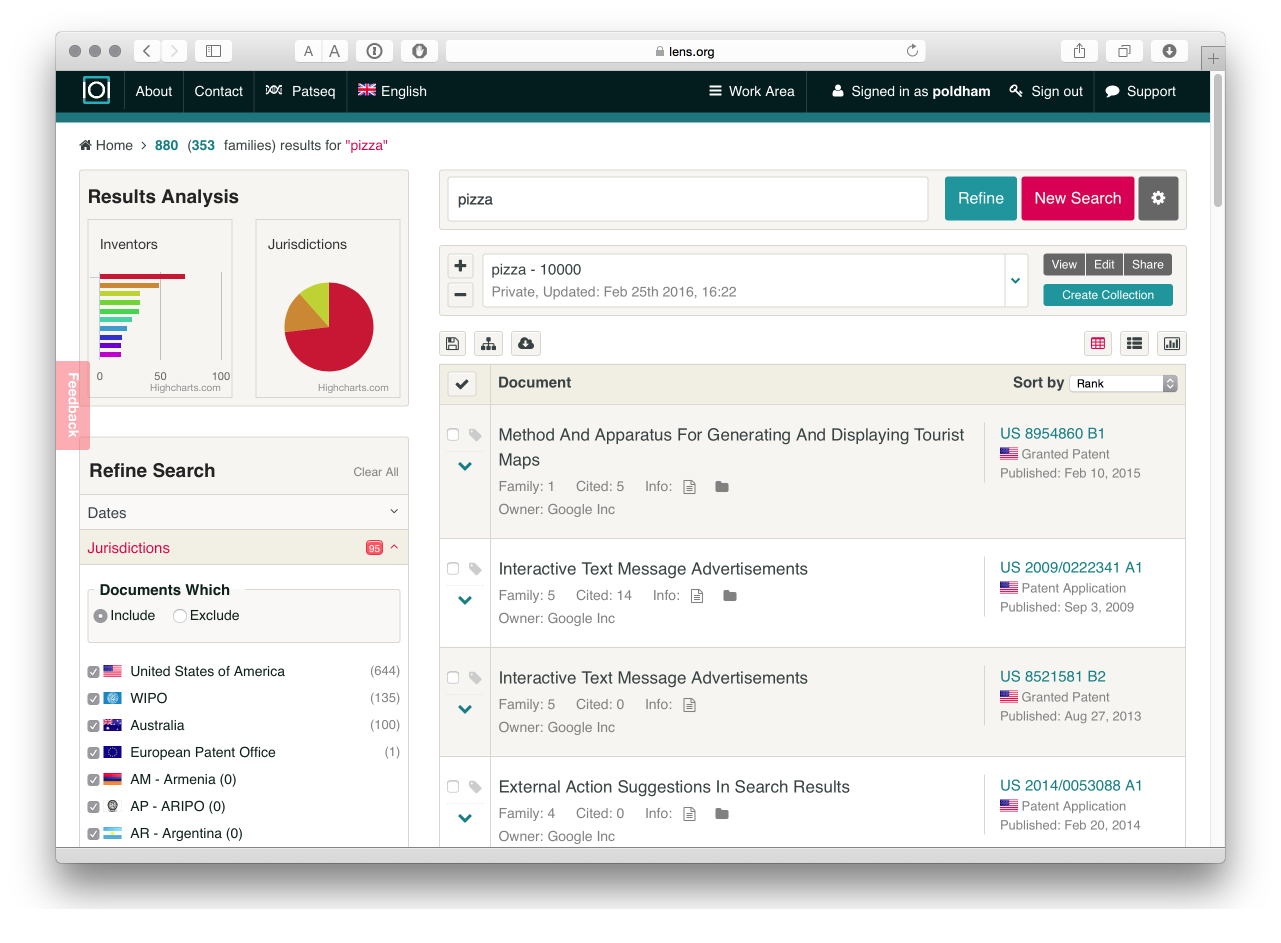 A A
lens.org
About Contact Patseq English Work Area Signed in as poldham Sign out Support
Home > 880 (353 families) results for "pizza"
Results Analysis
Inventors
0 50 100
Highcharts.com
Jurisdictions
Highcharts.com
Feedback
Refine Search Clear All
Dates
Jurisdictions 95
Documents Which
Include Exclude
United States of America (644)
WIPO (135)
Australia (100)
European Patent Office (1)
AM - Armenia (0)
AP - ARIPO (0)
AR - Argentina (0)
pizza Refine New Search
pizza - 10000
Private, Updated: Feb 25th 2016, 16:22
View Edit Share
Create Collection
Document Sort by Rank
Method And Apparatus For Generating And Displaying Tourist
Maps
Family: 1 Cited: 5 Info:
Owner: Google Inc
US 8954860 B1
Granted Patent
Published: Feb 10, 2015
Interactive Text Message Advertisements
Family: 5 Cited: 14 Info:
Owner: Google Inc
US 2009/0222341 A1
Patent Application
Published: Sep 3, 2009
Interactive Text Message Advertisements
Family: 5 Cited: 0 Info:
Owner: Google Inc
US 8521581 B2
Granted Patent
Published: Aug 27, 2013
External Action Suggestions In Search Results
Family: 4 Cited: 0 Info:
Owner: Google Inc
US 2014/0053088 A1
Patent Application
Published: Feb 20, 2014